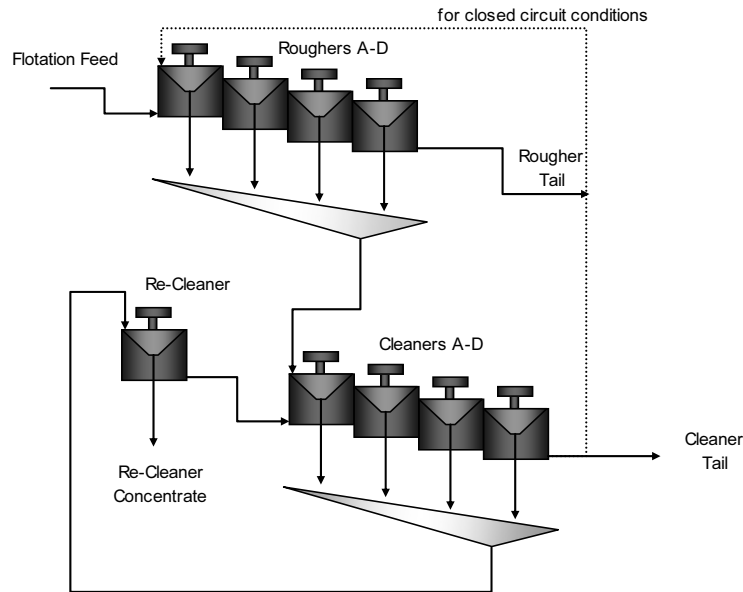 for closed circuit conditions
Roughers A-D
Flotation Feed
Rougher
Tail
Re-Cleaner
Cleaners A-D
Cleaner
Tail
Re-Cleaner
Concentrate